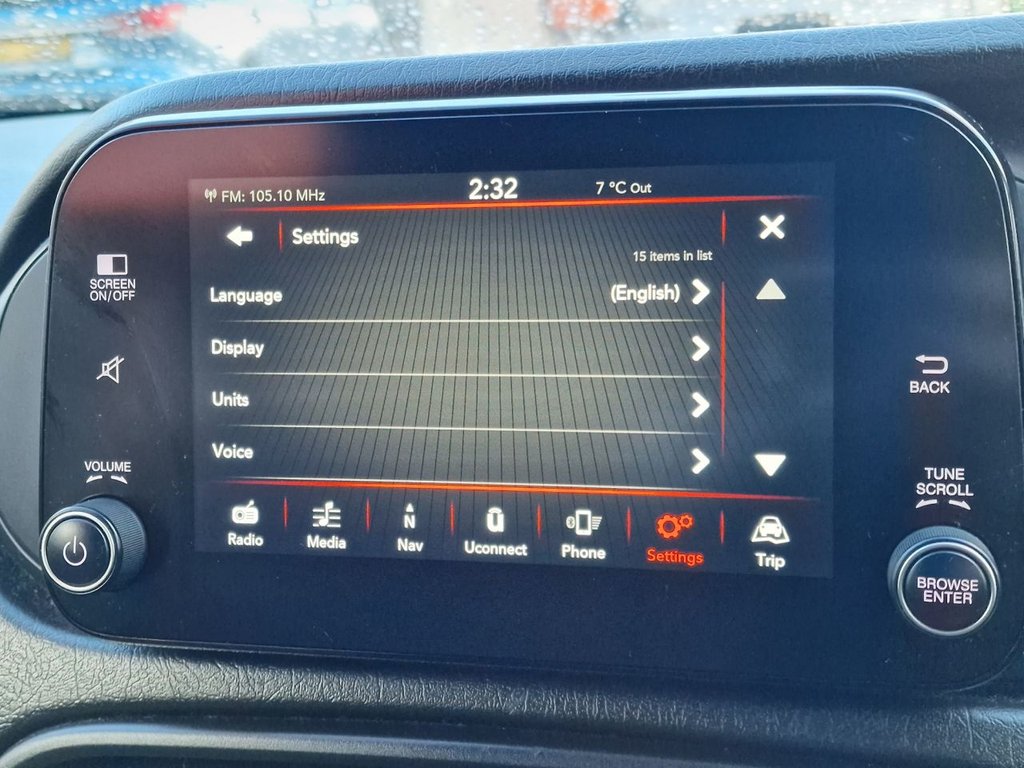 FM: 105.10 MHz 2:32 7 °C Out
Settings
15 items in list
Language (English)
Display
Units
Voice
Radio Media Nav Uconnect Phone Settings Trip
N
SCREEN
ON/OFF
VOLUME
BACK
TUNE
SCROLL
BROWSE
ENTER